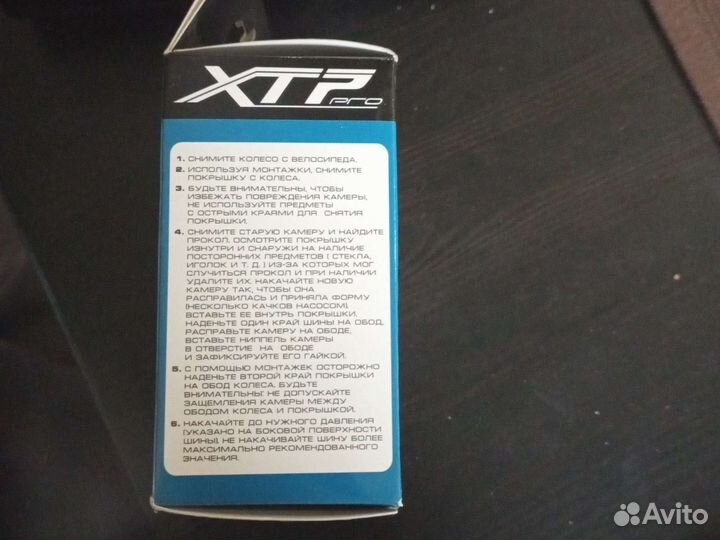 XTP
pro
1. СНИМИТЕ КОЛЕСО С ВЕЛОСИПЕДА.
2. ИСПОЛЬЗУЯ МОНТАЖКИ, СНИМИТЕ
ПОКРЫШКУ С КОЛЕСА.
3. БУДЬТЕ ВНИМАТЕЛЬНЫ, ЧТОБЫ
ИЗБЕЖАТЬ ПОВРЕЖДЕНИЯ КАМЕРЫ,
НЕ ИСПОЛЬЗУЙТЕ ПРЕДМЕТЫ
С ОСТРЫМИ КРАЯМИ ДЛЯ СНЯТИЯ
ПОКРЫШКИ.
4. СНИМИТЕ СТАРУЮ КАМЕРУ И НАЙДИТЕ
ПРОКОЛ. ОСМОТРИТЕ ПОКРЫШКУ
ИЗНУТРИ И СНАРУЖИ НА НАЛИЧИЕ
ПОСТОРОННИХ ПРЕДМЕТОВ ( СТЕКЛА,
ИГОЛОК И Т. Д. ) ИЗ-ЗА КОТОРЫХ МОГ
СЛУЧИТЬСЯ ПРОКОЛ И ПРИ НАЛИЧИИ
УДАЛИТЕ ИХ. НАКАЧАЙТЕ НОВУЮ
КАМЕРУ ТАК, ЧТОБЫ ОНА
РАСПРАВИЛАСЬ И ПРИНЯЛА ФОРМУ
(НЕСКОЛЬКО КАЧКОВ НАСОСОМ).
ВСТАВЬТЕ ЕЕ ВНУТРЬ ПОКРЫШКИ,
НАДЕНЬТЕ ОДИН КРАЙ ШИНЫ НА ОБОД,
РАСПРАВЬТЕ КАМЕРУ НА ОБОДЕ,
ВСТАВЬТЕ НИППЕЛЬ КАМЕРЫ
В ОТВЕРСТИЕ НА ОБОДЕ
И ЗАФИКСИРУЙТЕ ЕГО ГАЙКОЙ.
5. С ПОМОЩЬЮ МОНТАЖЕК ОСТОРОЖНО
НАДЕНЬТЕ ВТОРОЙ КРАЙ ПОКРЫШКИ
НА ОБОД КОЛЕСА. БУДЬТЕ
ВНИМАТЕЛЬНЫ: НЕ ДОПУСКАЙТЕ
ЗАЩЕМЛЕНИЯ КАМЕРЫ МЕЖДУ
ОБОДОМ КОЛЕСА И ПОКРЫШКОЙ.
6. НАКАЧАЙТЕ ДО НУЖНОГО ДАВЛЕНИЯ
(УКАЗАНО НА БОКОВОЙ ПОВЕРХНОСТИ
ШИНЫ). НЕ НАКАЧИВАЙТЕ ШИНУ БОЛЕЕ
МАКСИМАЛЬНО РЕКОМЕНДОВАННОГО
ЗНАЧЕНИЯ.
Avito